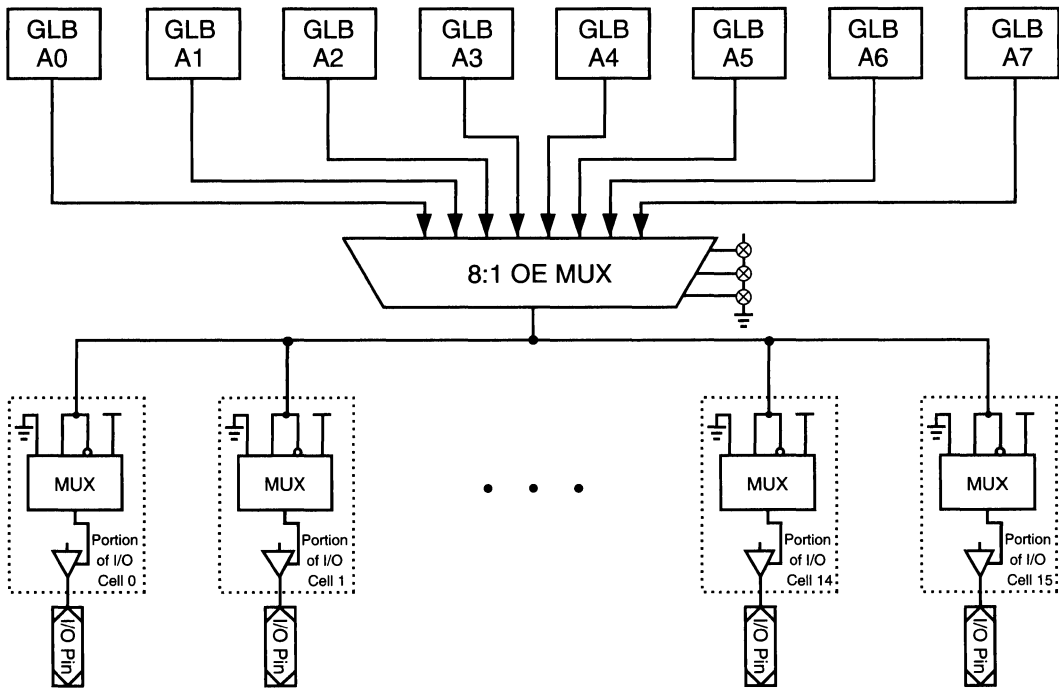 GLB
A0
GLB
A1
GLB
A2
GLB
A3
GLB
A4
GLB
A5
GLB
A6
GLB
A7
8:1 OE MUX
MUX
Portion
of I/O
Cell 0
I/O Pin
MUX
Portion
of I/O
Cell 1
I/O Pin
MUX
Portion
of I/O
Cell 14
I/O Pin
MUX
Portion
of I/O
Cell 15
I/O Pin